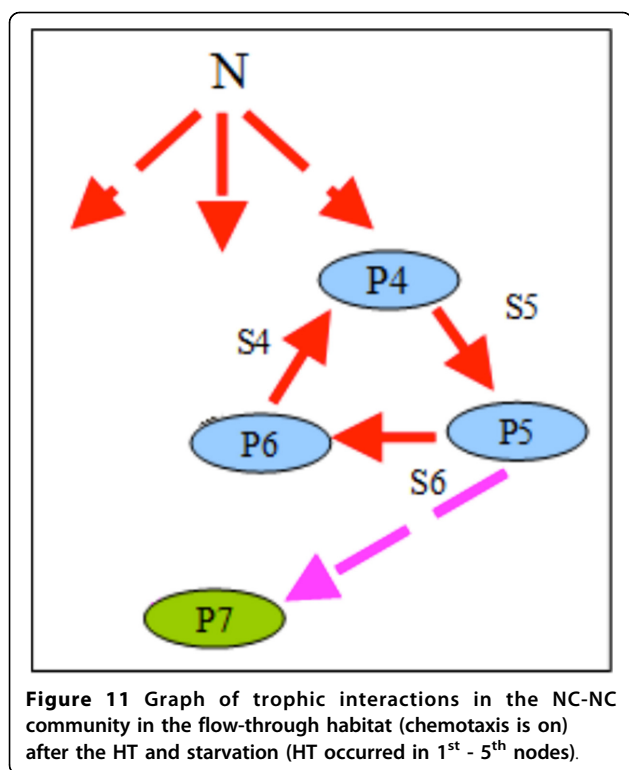 N
P4
S5
S4
P6
P5
S6
P7
Figure 11 Graph of trophic interactions in the NC-NC
community in the flow-through habitat (chemotaxis is on)
after the HT and starvation (HT occurred in 1st - 5th nodes).